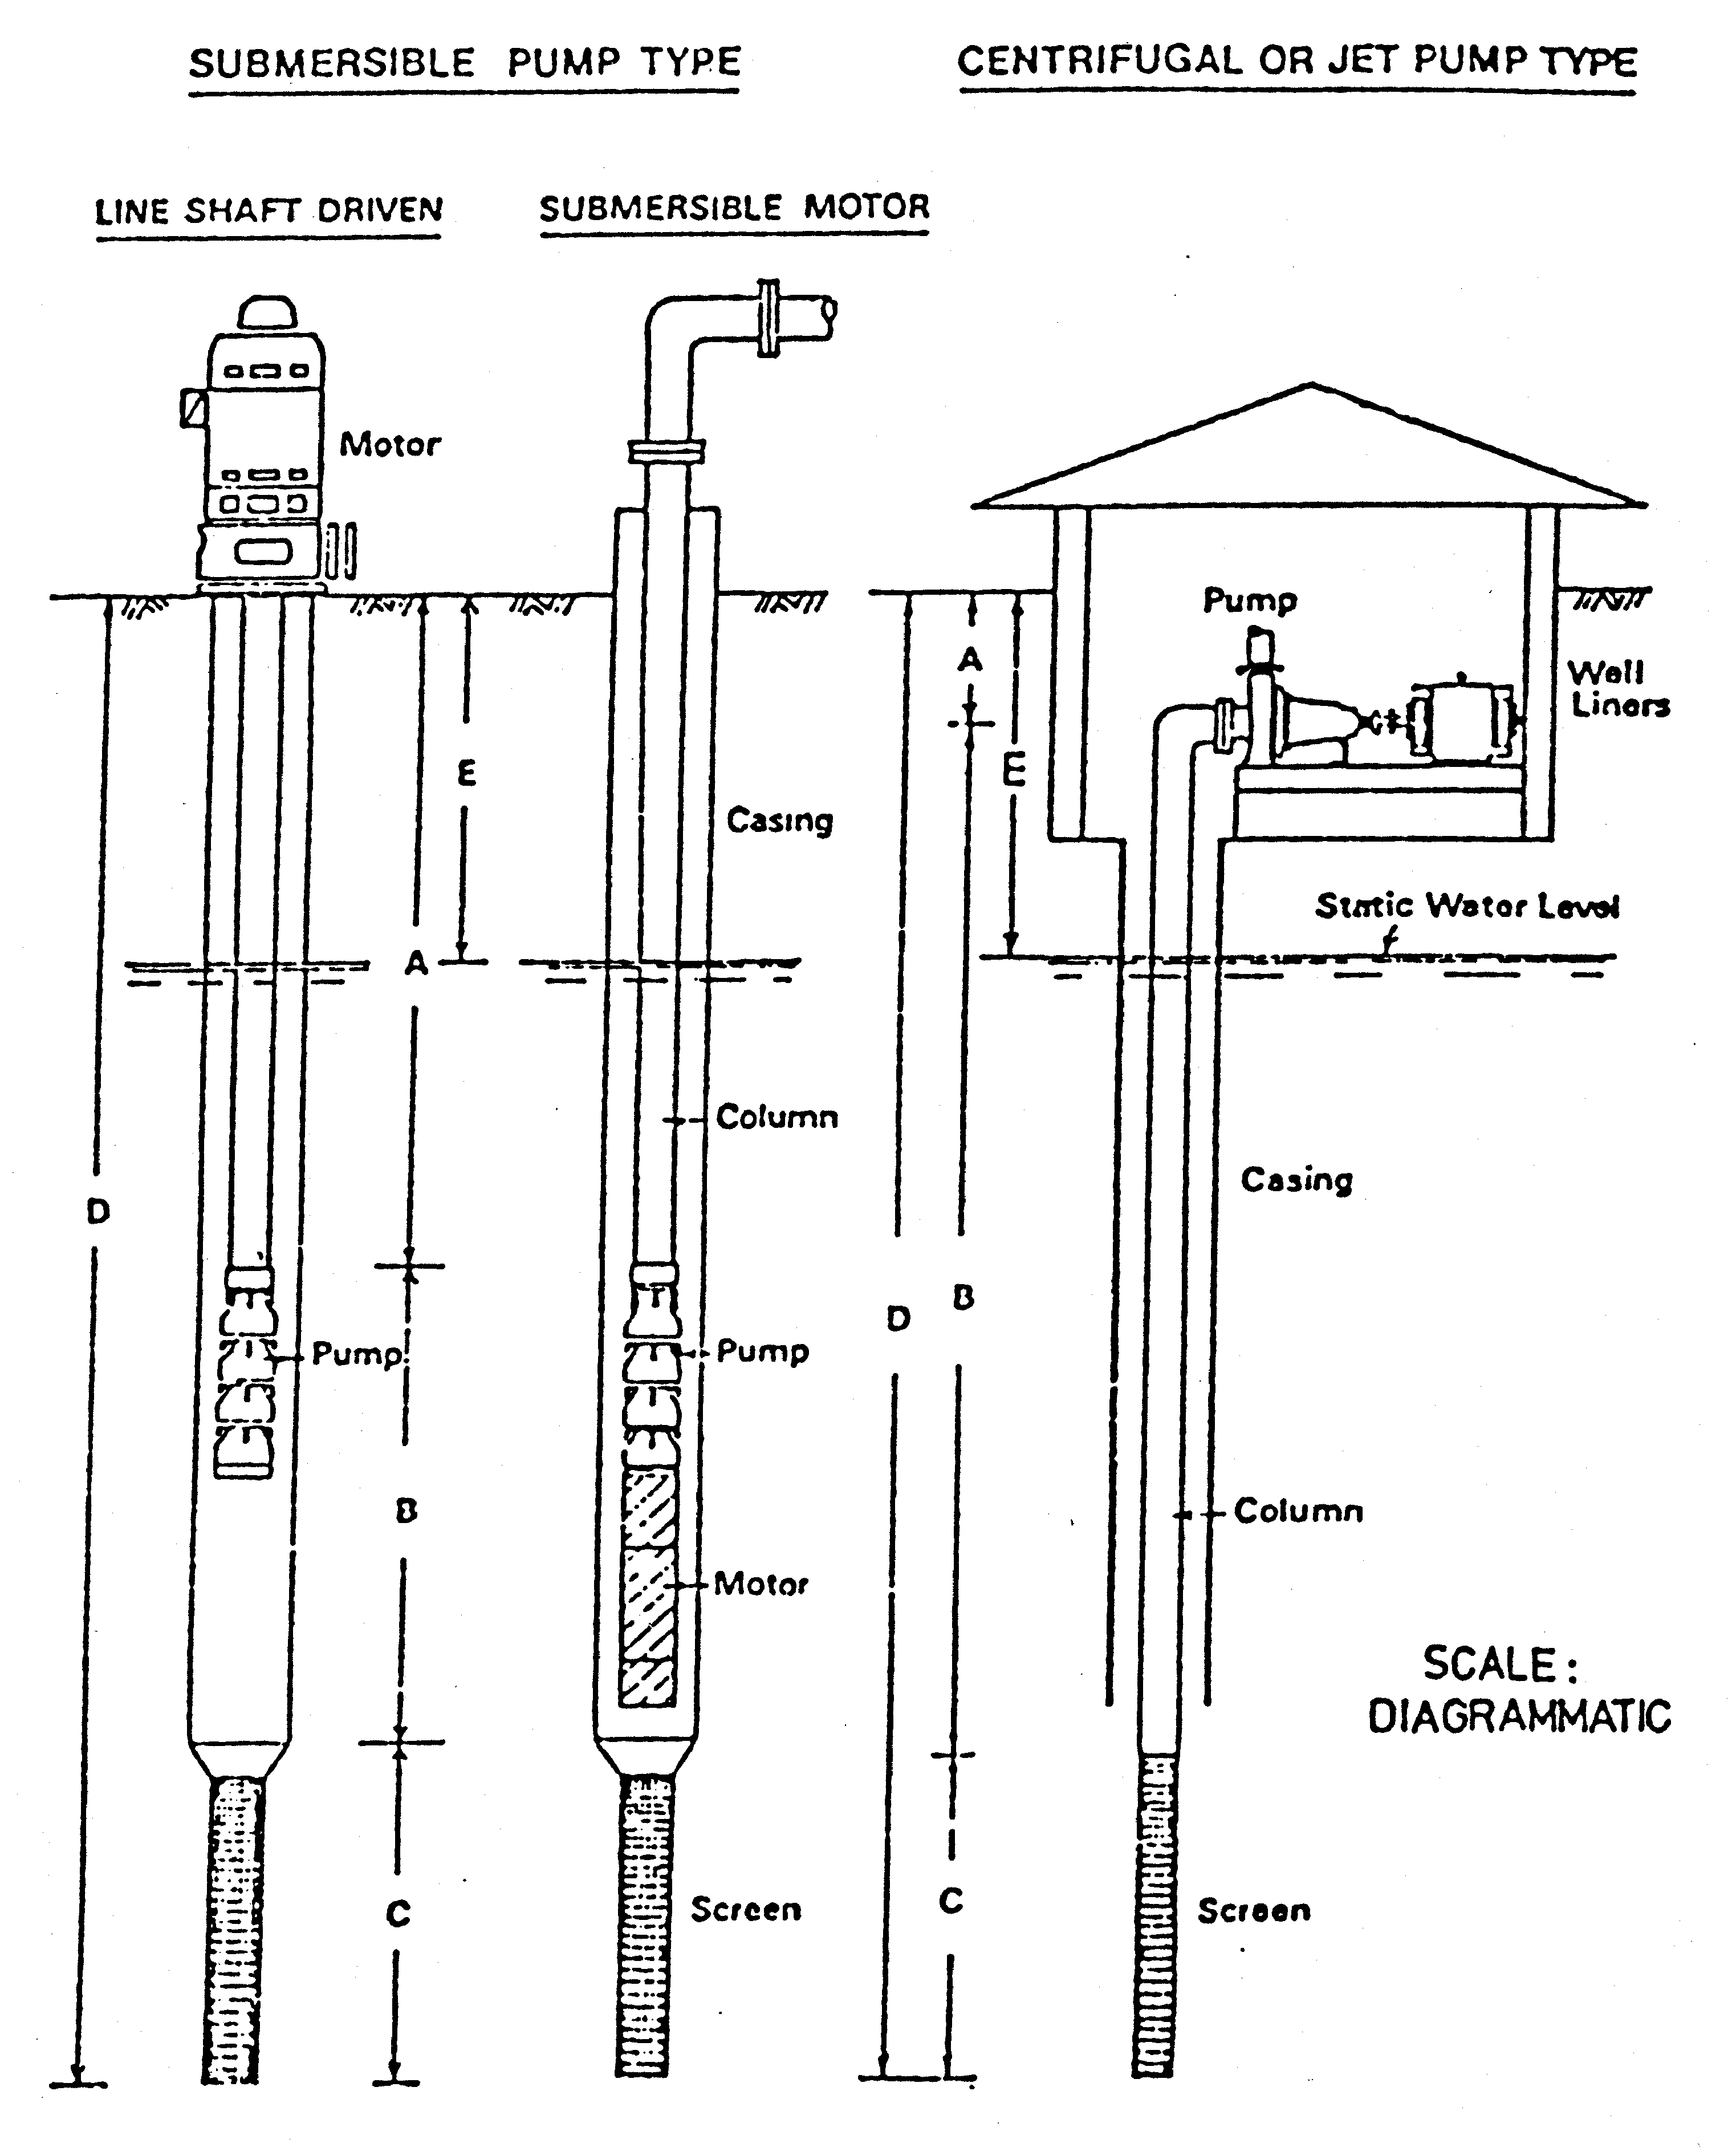 SUBMERSIBLE PUMP TYPE
CENTRIFUGAL OR JET PUMP TYPE
LINE SHAFT DRIVEN
SUBMERSIBLE MOTOR
Motor
Pump
A
Well
Liners
E
E
Casing
Static Water Level
A
Column
Casing
D
B
D
Pump
Pump
B
Column
Motor
SCALE:
DIAGRAMMATIC
C
C
Screen
Screen